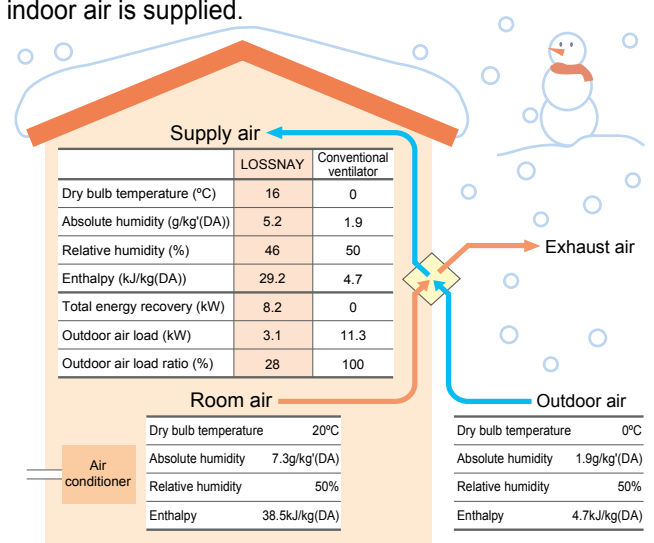 indoor air is supplied.
Supply air
LOSSNAY Conventional ventilator
Dry bulb temperature (ºC) 16 0
Absolute humidity (g/kg'(DA)) 5.2 1.9
Relative humidity (%) 46 50
Enthalpy (kJ/kg(DA)) 29.2 4.7
Total energy recovery (kW) 8.2 0
Outdoor air load (kW) 3.1 11.3
Outdoor air load ratio (%) 28 100
Exhaust air
Room air
Dry bulb temperature 20ºC
Absolute humidity 7.3g/kg'(DA)
Relative humidity 50%
Enthalpy 38.5kJ/kg(DA)
Air
conditioner
Outdoor air
Dry bulb temperature 0ºC
Absolute humidity 1.9g/kg'(DA)
Relative humidity 50%
Enthalpy 4.7kJ/kg(DA)